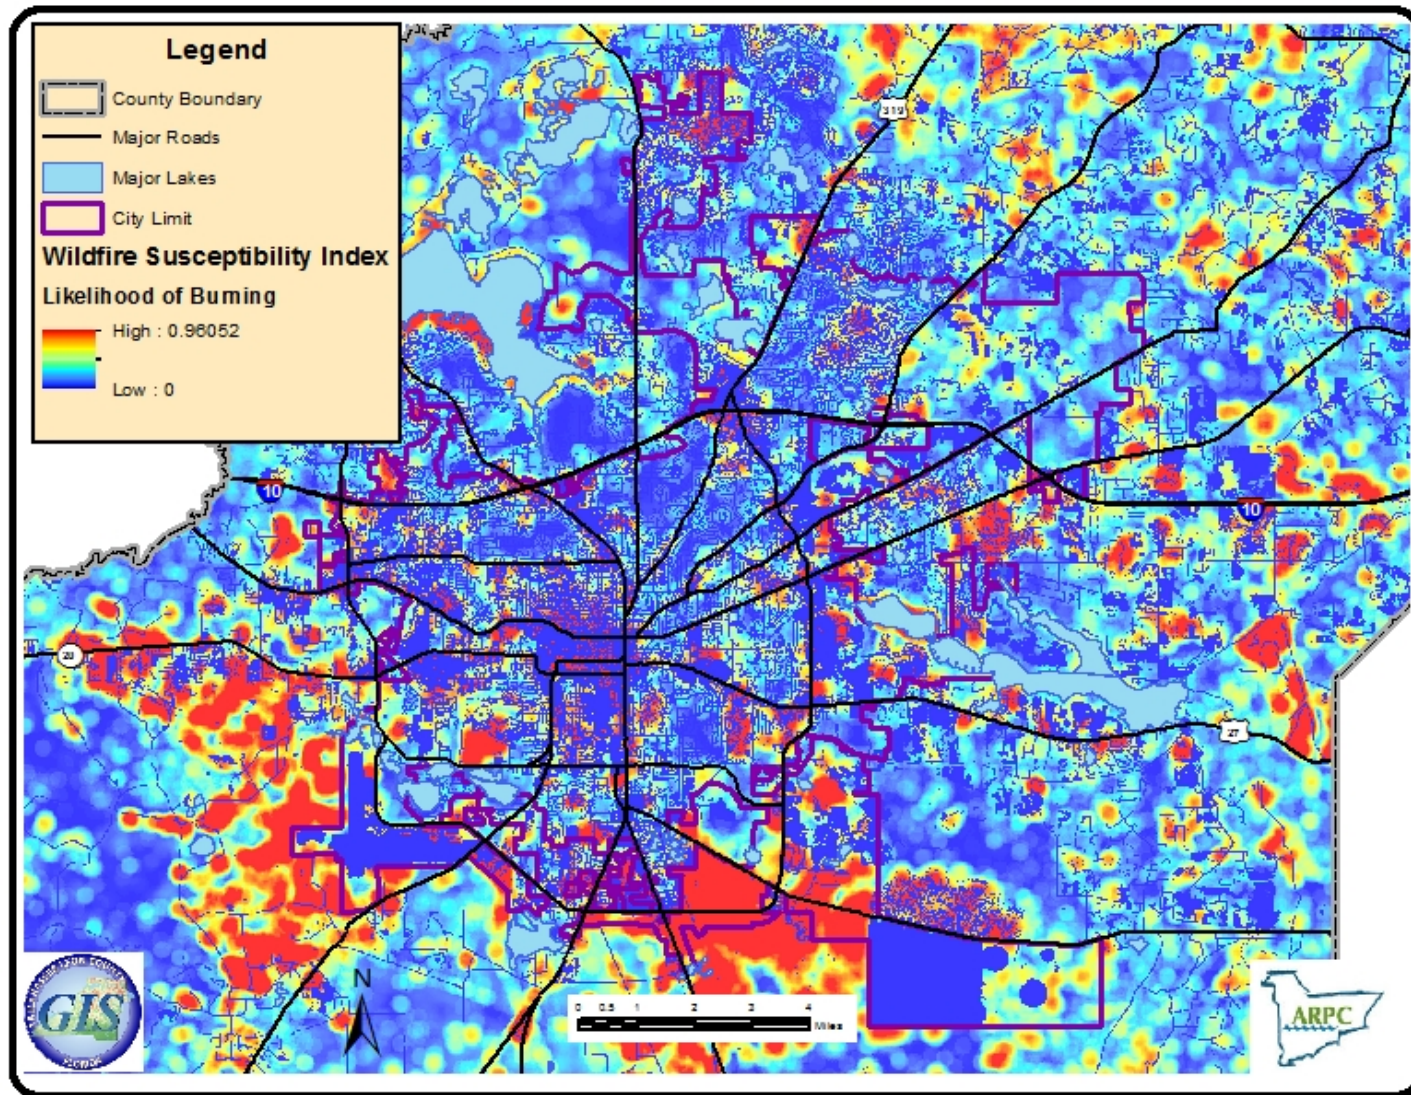 Legend
County Boundary
Major Roads
Major Lakes
City Limit
Wildfire Susceptibility Index
Likelihood of Burning
High : 0.96052
Low : 0
319
10
10
20
27
N
0 0.5 1 2 3 4
Miles
GIS
FLORIDA
ARPC